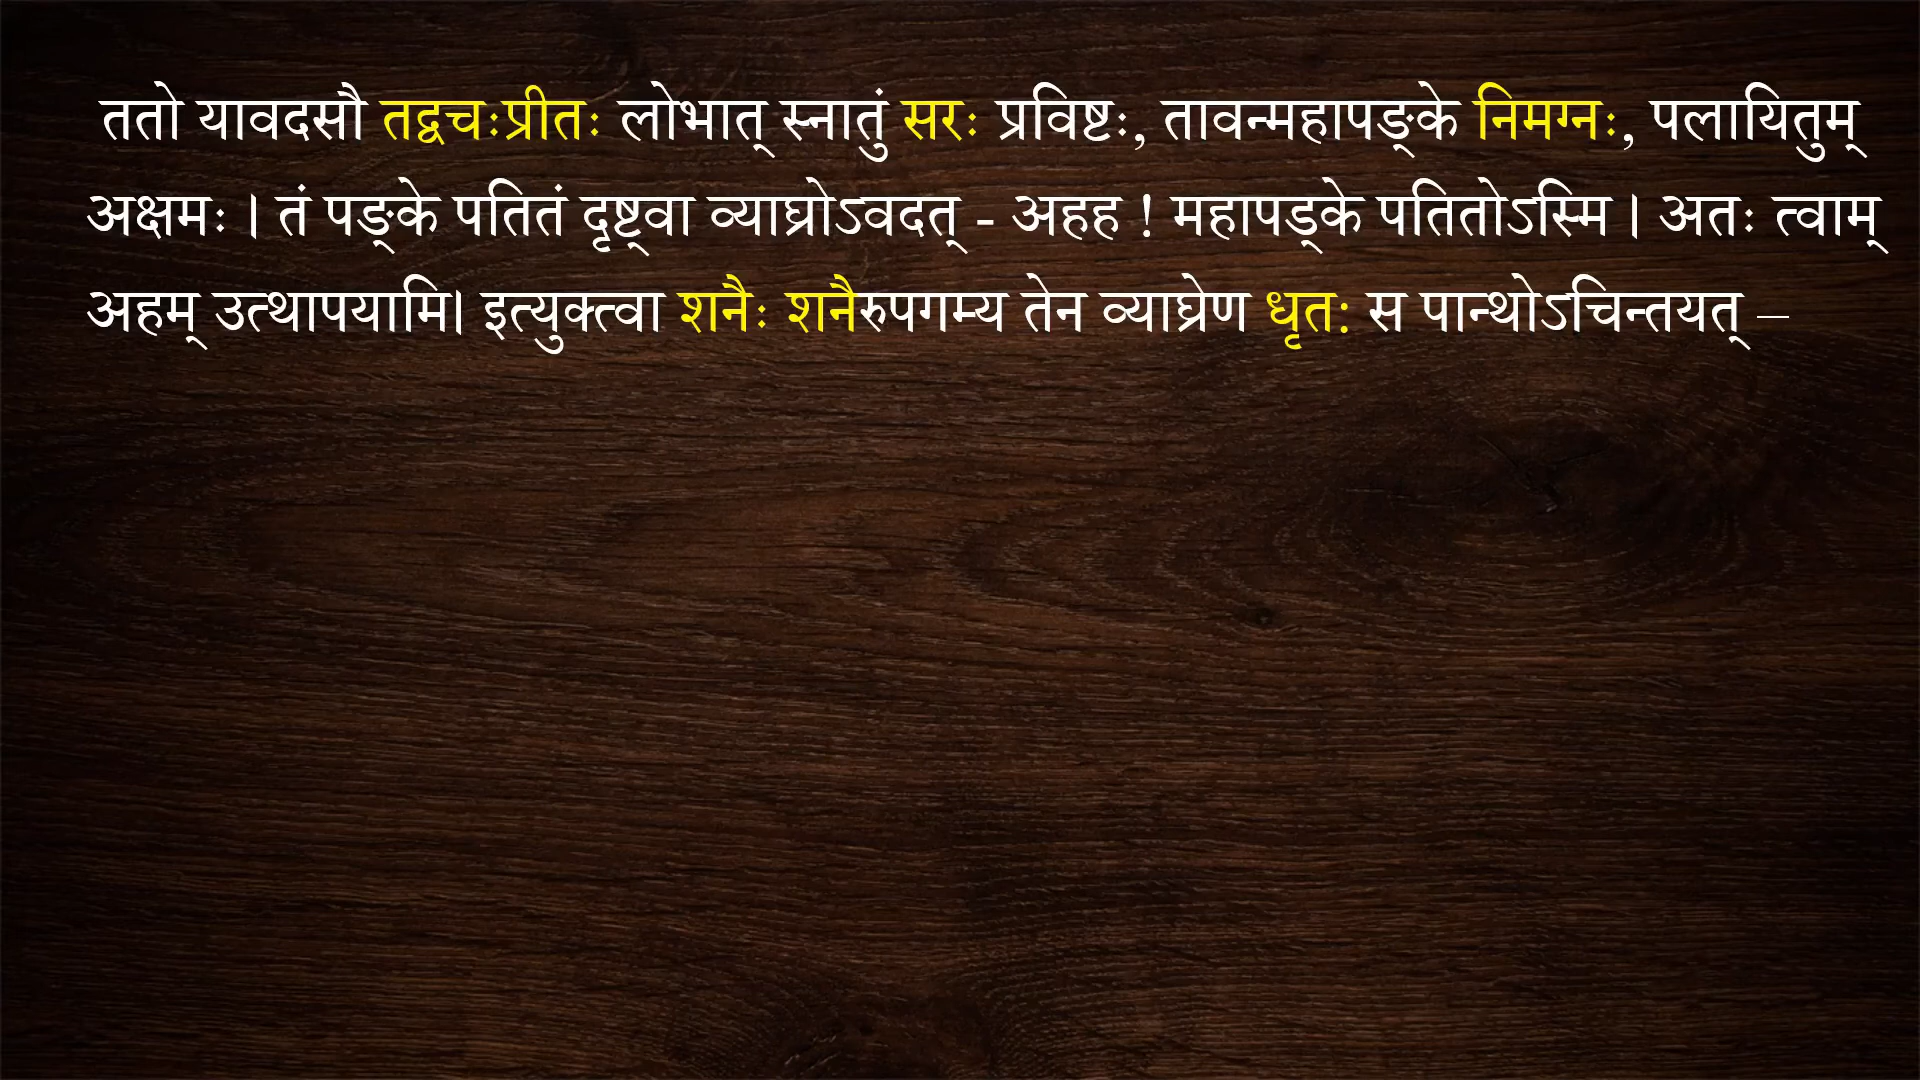 ततो यावदसौ तद्वचःप्रीतः लोभात् स्नातुं सरः प्रविष्टः, तावन्महापङ्के निमग्नः, पलायितुम्
अक्षमः । तं पङ्के पतितं दृष्ट्वा व्याघ्रोऽवदत् - अहह ! महापड्के पतितोऽस्मि । अतः त्वाम्
अहम् उत्थापयामि। इत्युक्त्वा शनैः शनैरुपगम्य तेन व्याघ्रेण धृत: स पान्थोऽचिन्तयत् –